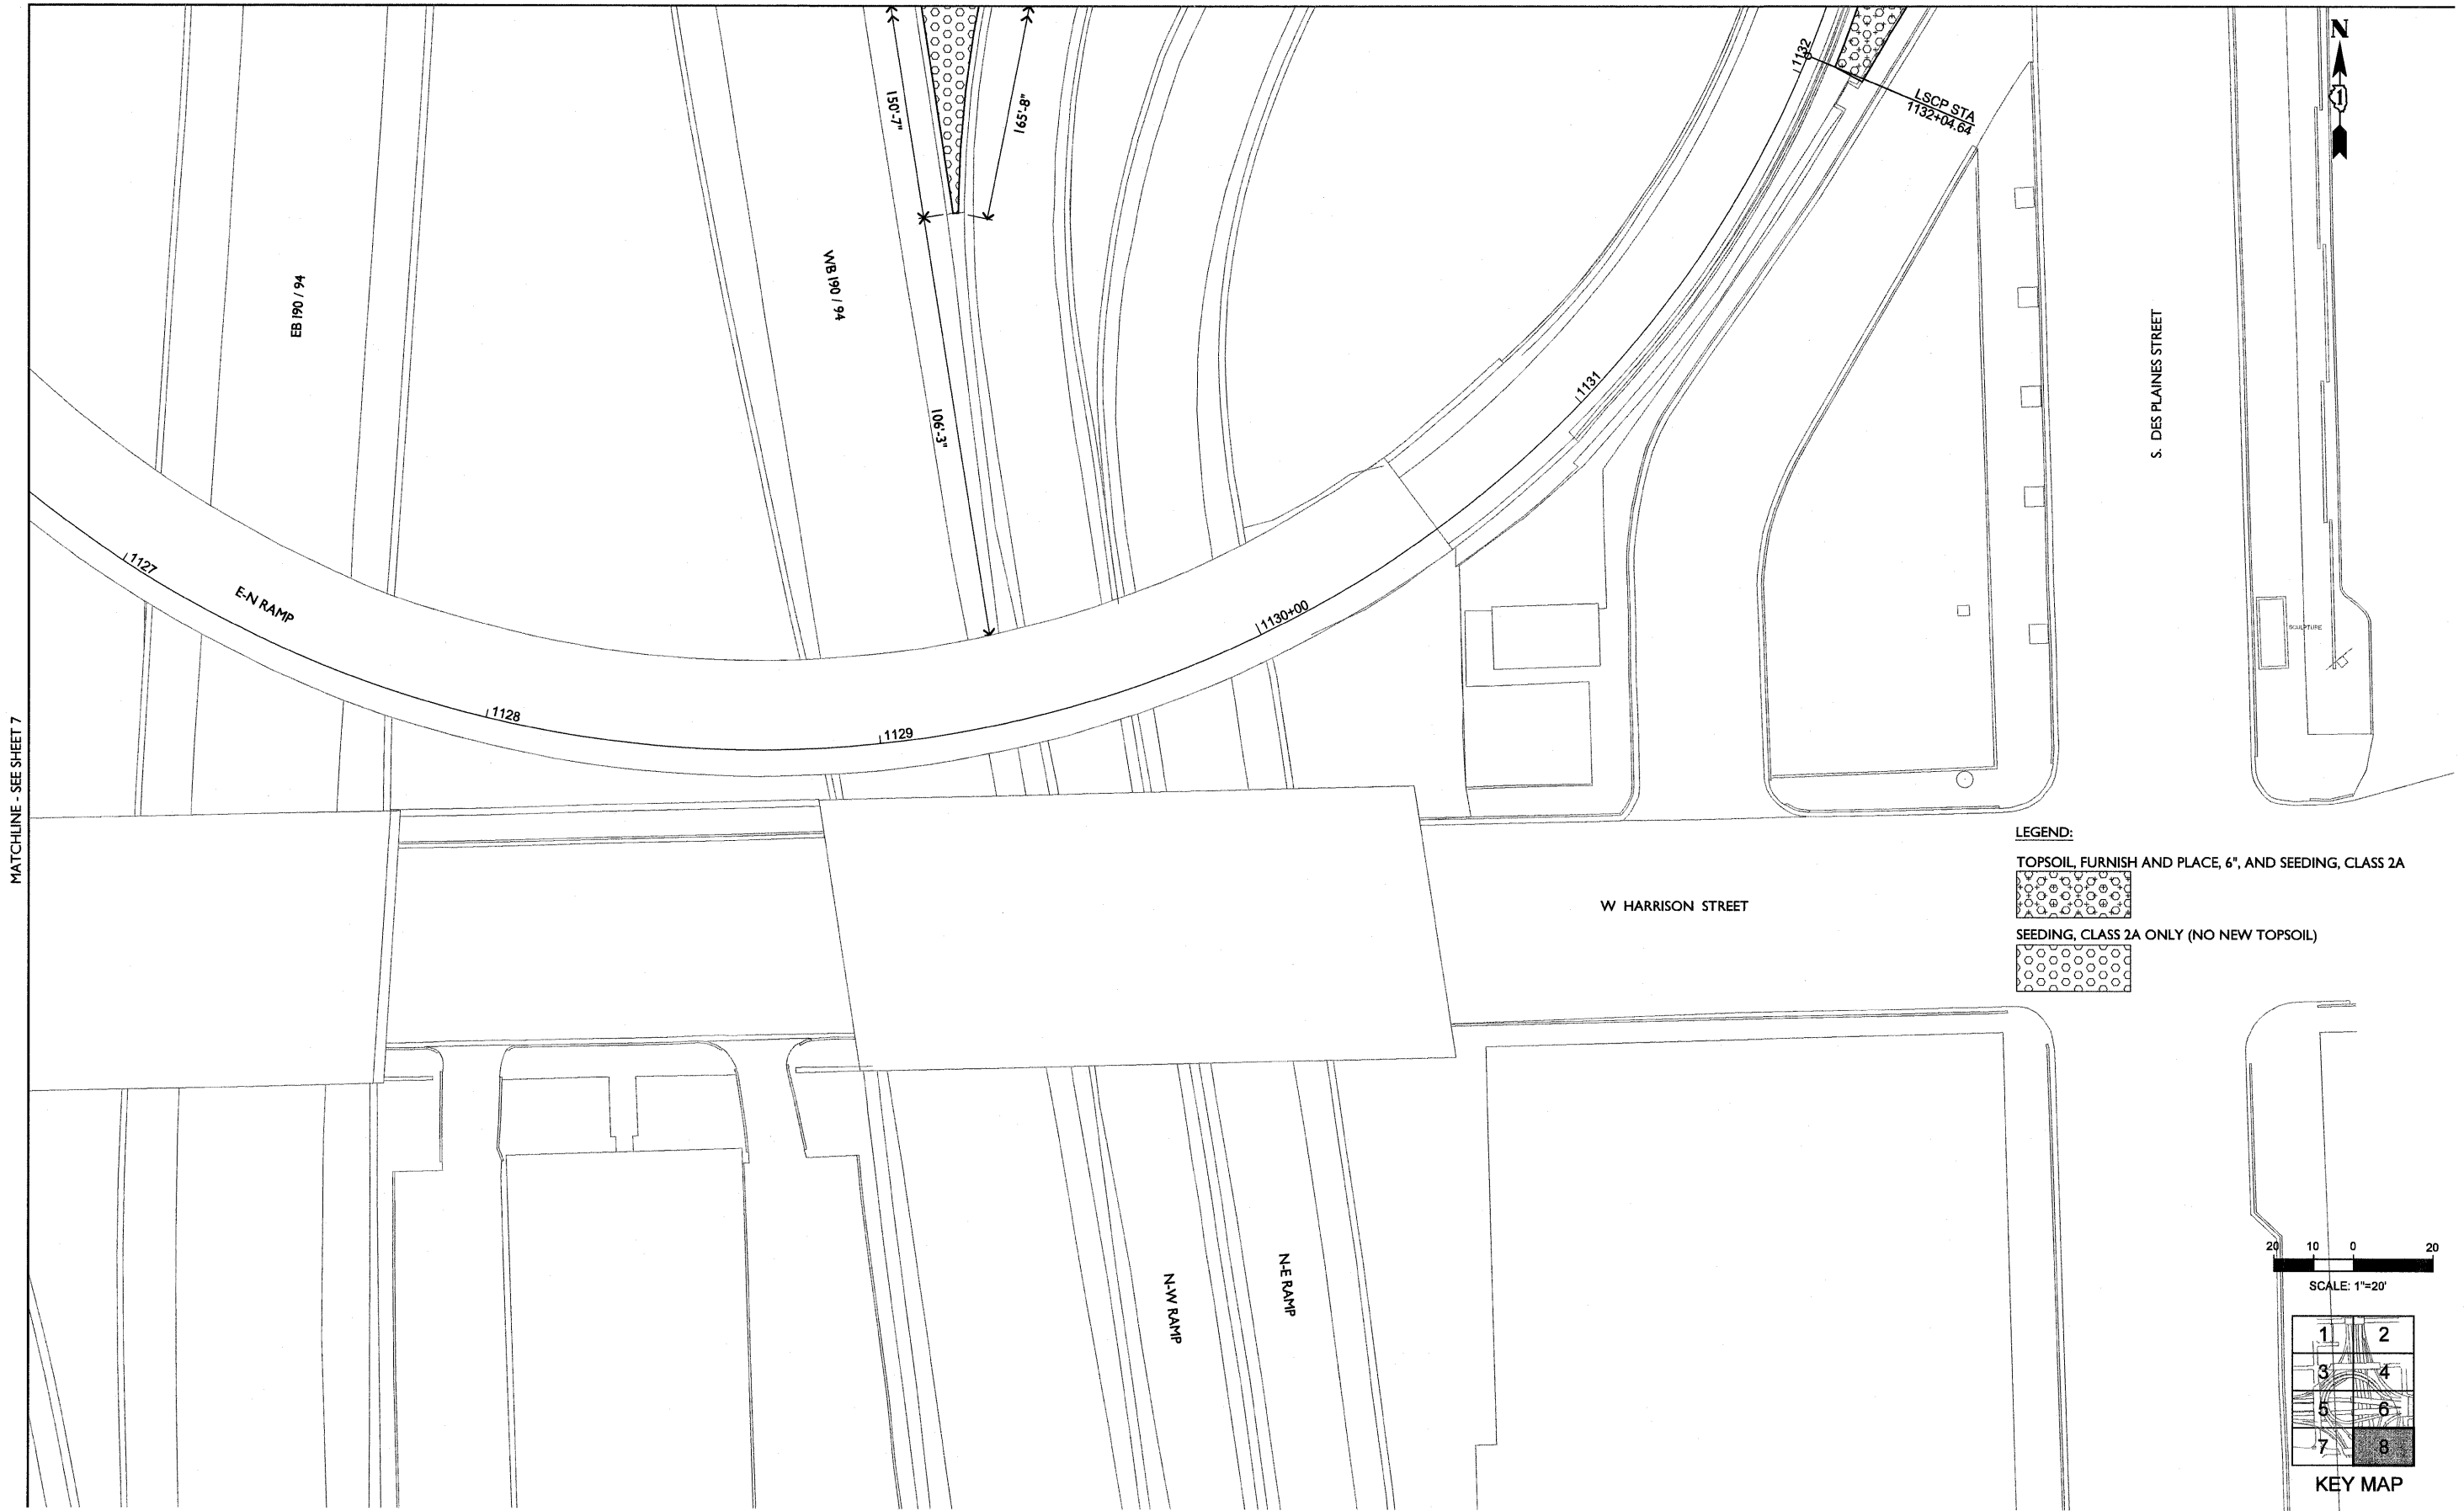 N
1
1132
LSCP STA
1132+04.64
150'-7"
165'-8"
EB I90 / 94
WB I90 / 94
S. DES PLAINES STREET
1131
106'-3"
1127
E-N RAMP
1130+00
SCULPTURE
1128
1129
MATCHLINE - SEE SHEET 7
LEGEND:
TOPSOIL, FURNISH AND PLACE, 6", AND SEEDING, CLASS 2A
W HARRISON STREET
SEEDING, CLASS 2A ONLY (NO NEW TOPSOIL)
N-W RAMP
N-E RAMP
20 10 0 20
SCALE: 1"=20'
1 2
3 4
5 6
7 8
KEY MAP